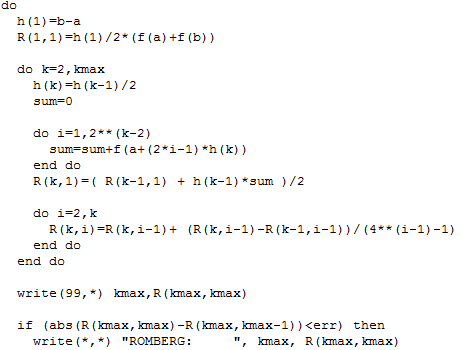 do
  h(1)=b-a
  R(1,1)=h(1)/2*(f(a)+f(b))
  do k=2,kmax
    h(k)=h(k-1)/2
    sum=0
    do i=1,2**(k-2)
      sum=sum+f(a+(2*i-1)*h(k))
    end do
    R(k,1)=( R(k-1,1) + h(k-1)*sum )/2
    do i=2,k
      R(k,i)=R(k,i-1)+ (R(k,i-1)-R(k-1,i-1))/(4**(i-1)-1)
    end do
  end do
  write(99,*) kmax,R(kmax,kmax)
  if (abs(R(kmax,kmax)-R(kmax,kmax-1))<err) then
    write(*,*) "ROMBERG:     ", kmax, R(kmax,kmax)